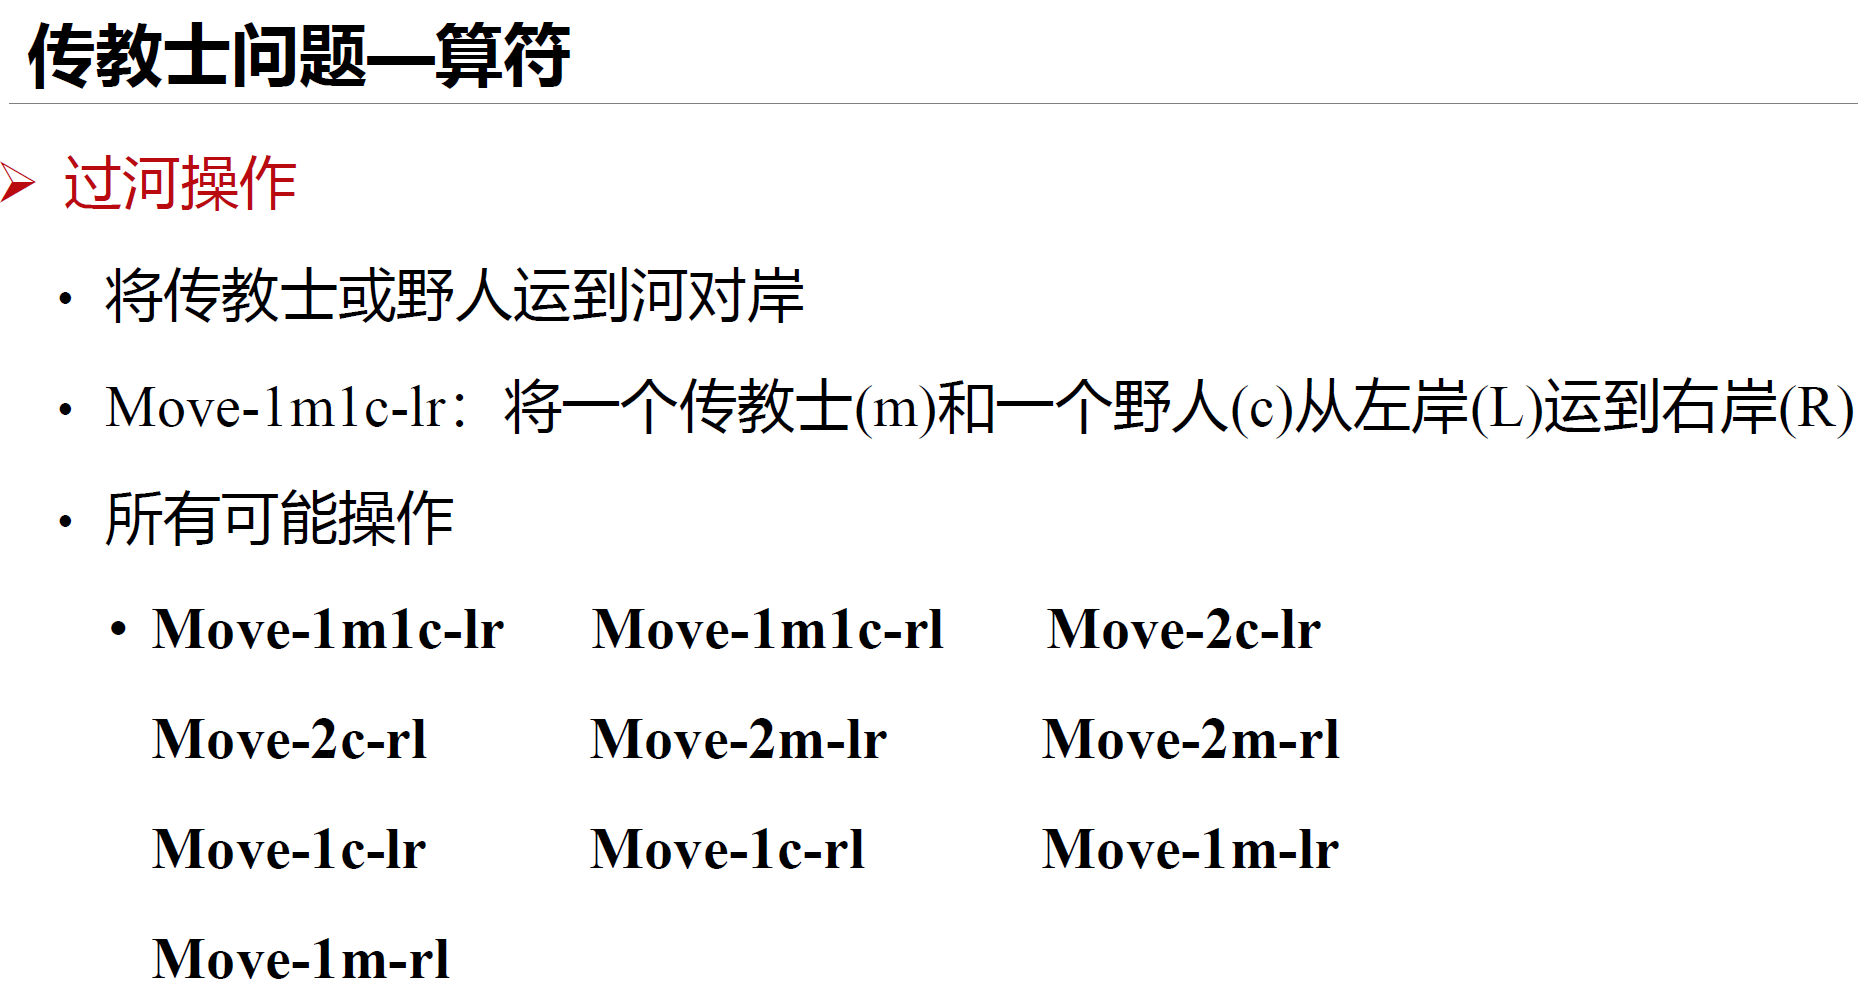 传教士问题—算符
过河操作
将传教士或野人运到河对岸
Move-1m1c-lr：将一个传教士(m)和一个野人(c)从左岸(L)运到右岸(R)
所有可能操作
Move-1m1c-lr Move-1m1c-rl Move-2c-lr
Move-2c-rl Move-2m-lr Move-2m-rl
Move-1c-lr Move-1c-rl Move-1m-lr
Move-1m-rl